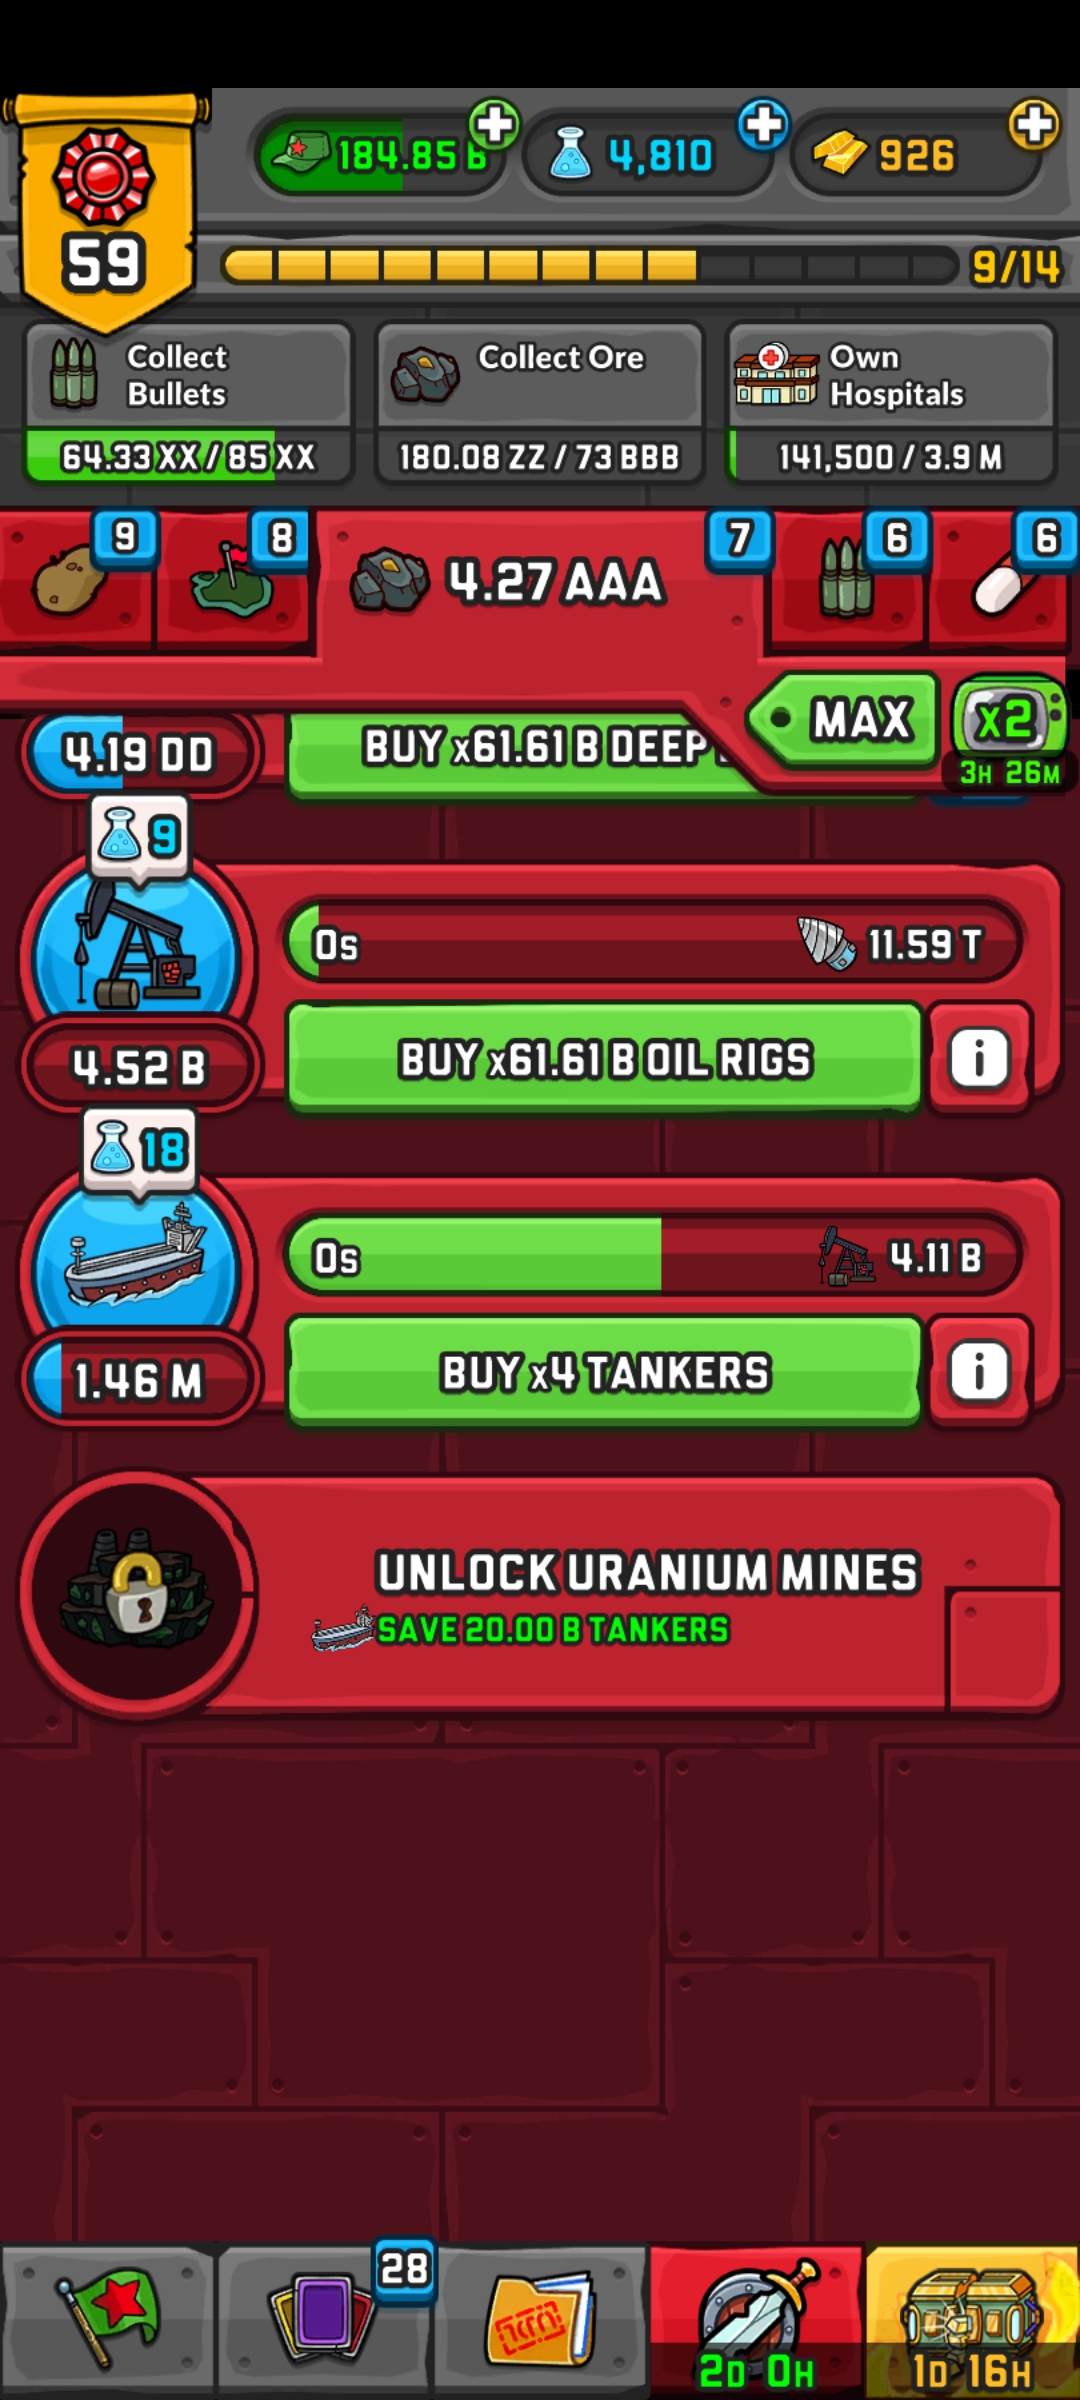 184.85 B
4,810
926
59
9/14
Collect
Bullets
64.33 XX / 85 XX
Collect Ore
180.08 ZZ / 73 BBB
Own
Hospitals
141,500 / 3.9 M
9
8
4.27 AAA
7
6
6
MAX
x2
3H 26M
4.19 DD
BUY x61.61 B DEEP
9
0s
11.59 T
4.52 B
BUY x61.61 B OIL RIGS
i
18
0s
4.11 B
1.46 M
BUY x4 TANKERS
i
UNLOCK URANIUM MINES
SAVE 20.00 B TANKERS
28
2D 0H
1D 16H